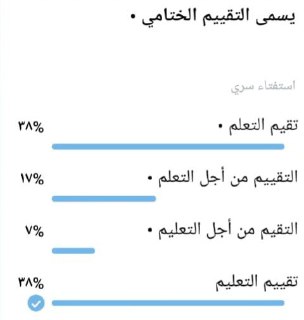 يسمى التقييم الختامي •
استفتاء سري
تقيم التعلم •
٣٨%
التقييم من أجل التعلم •
١٧%
التقيم من أجل التعليم •
٧%
تقييم التعليم
٣٨%